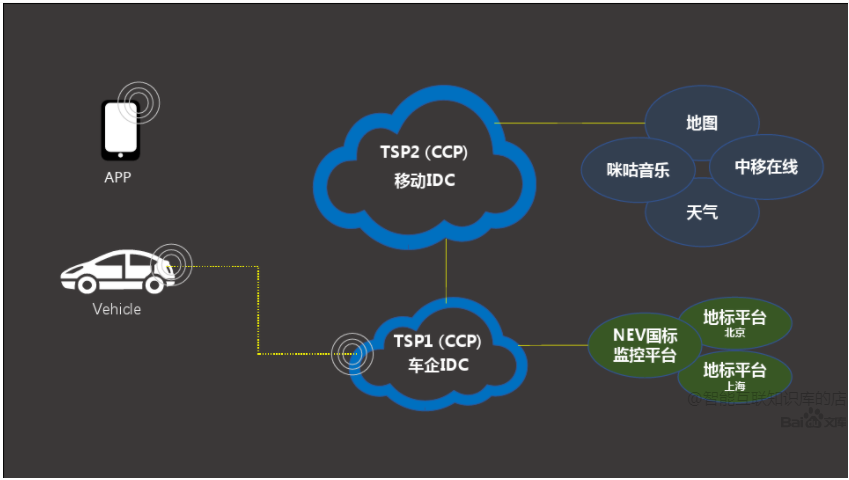 APP
TSP2 (CCP)
移动IDC
地图
咪咕音乐
中移在线
天气
Vehicle
TSP1 (CCP)
车企IDC
NEV国标
监控平台
地标平台
北京
地标平台
上海
@智能互联知识库的店
Bai 文库